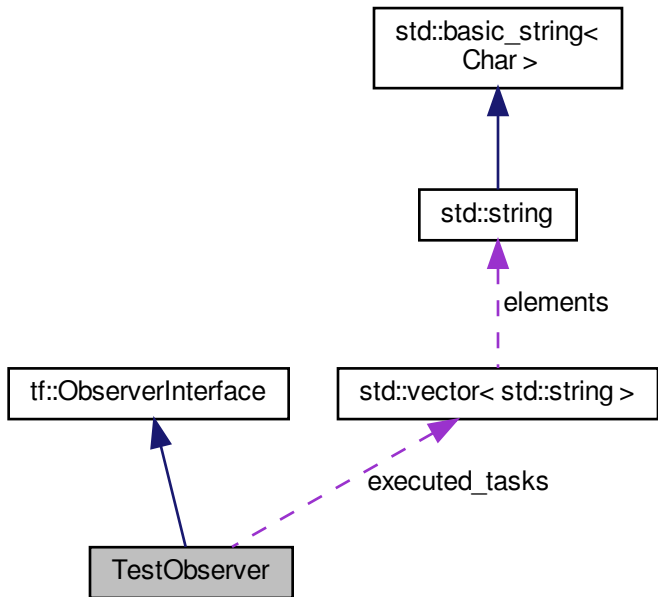 std::basic_string<
Char >
std::string
elements
tf::ObserverInterface
std::vector< std::string >
executed_tasks
TestObserver